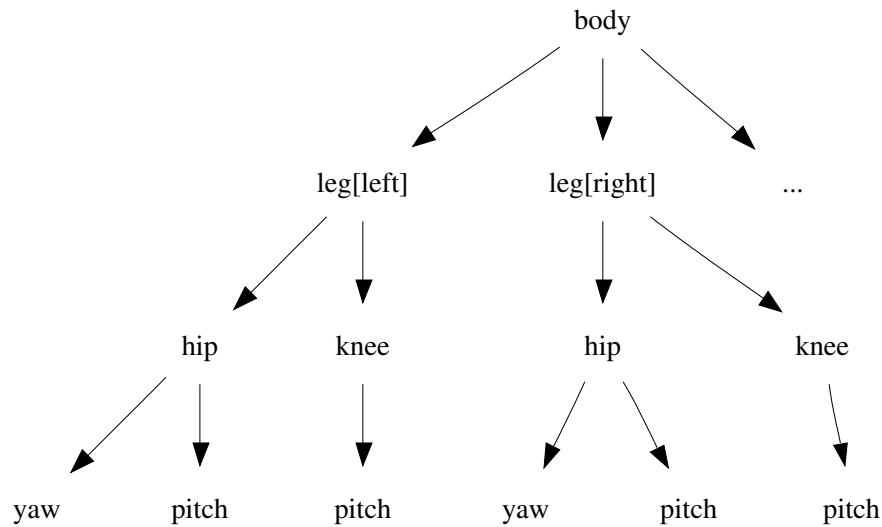 body
leg[left] leg[right] ...
hip knee hip knee
yaw pitch pitch yaw pitch pitch